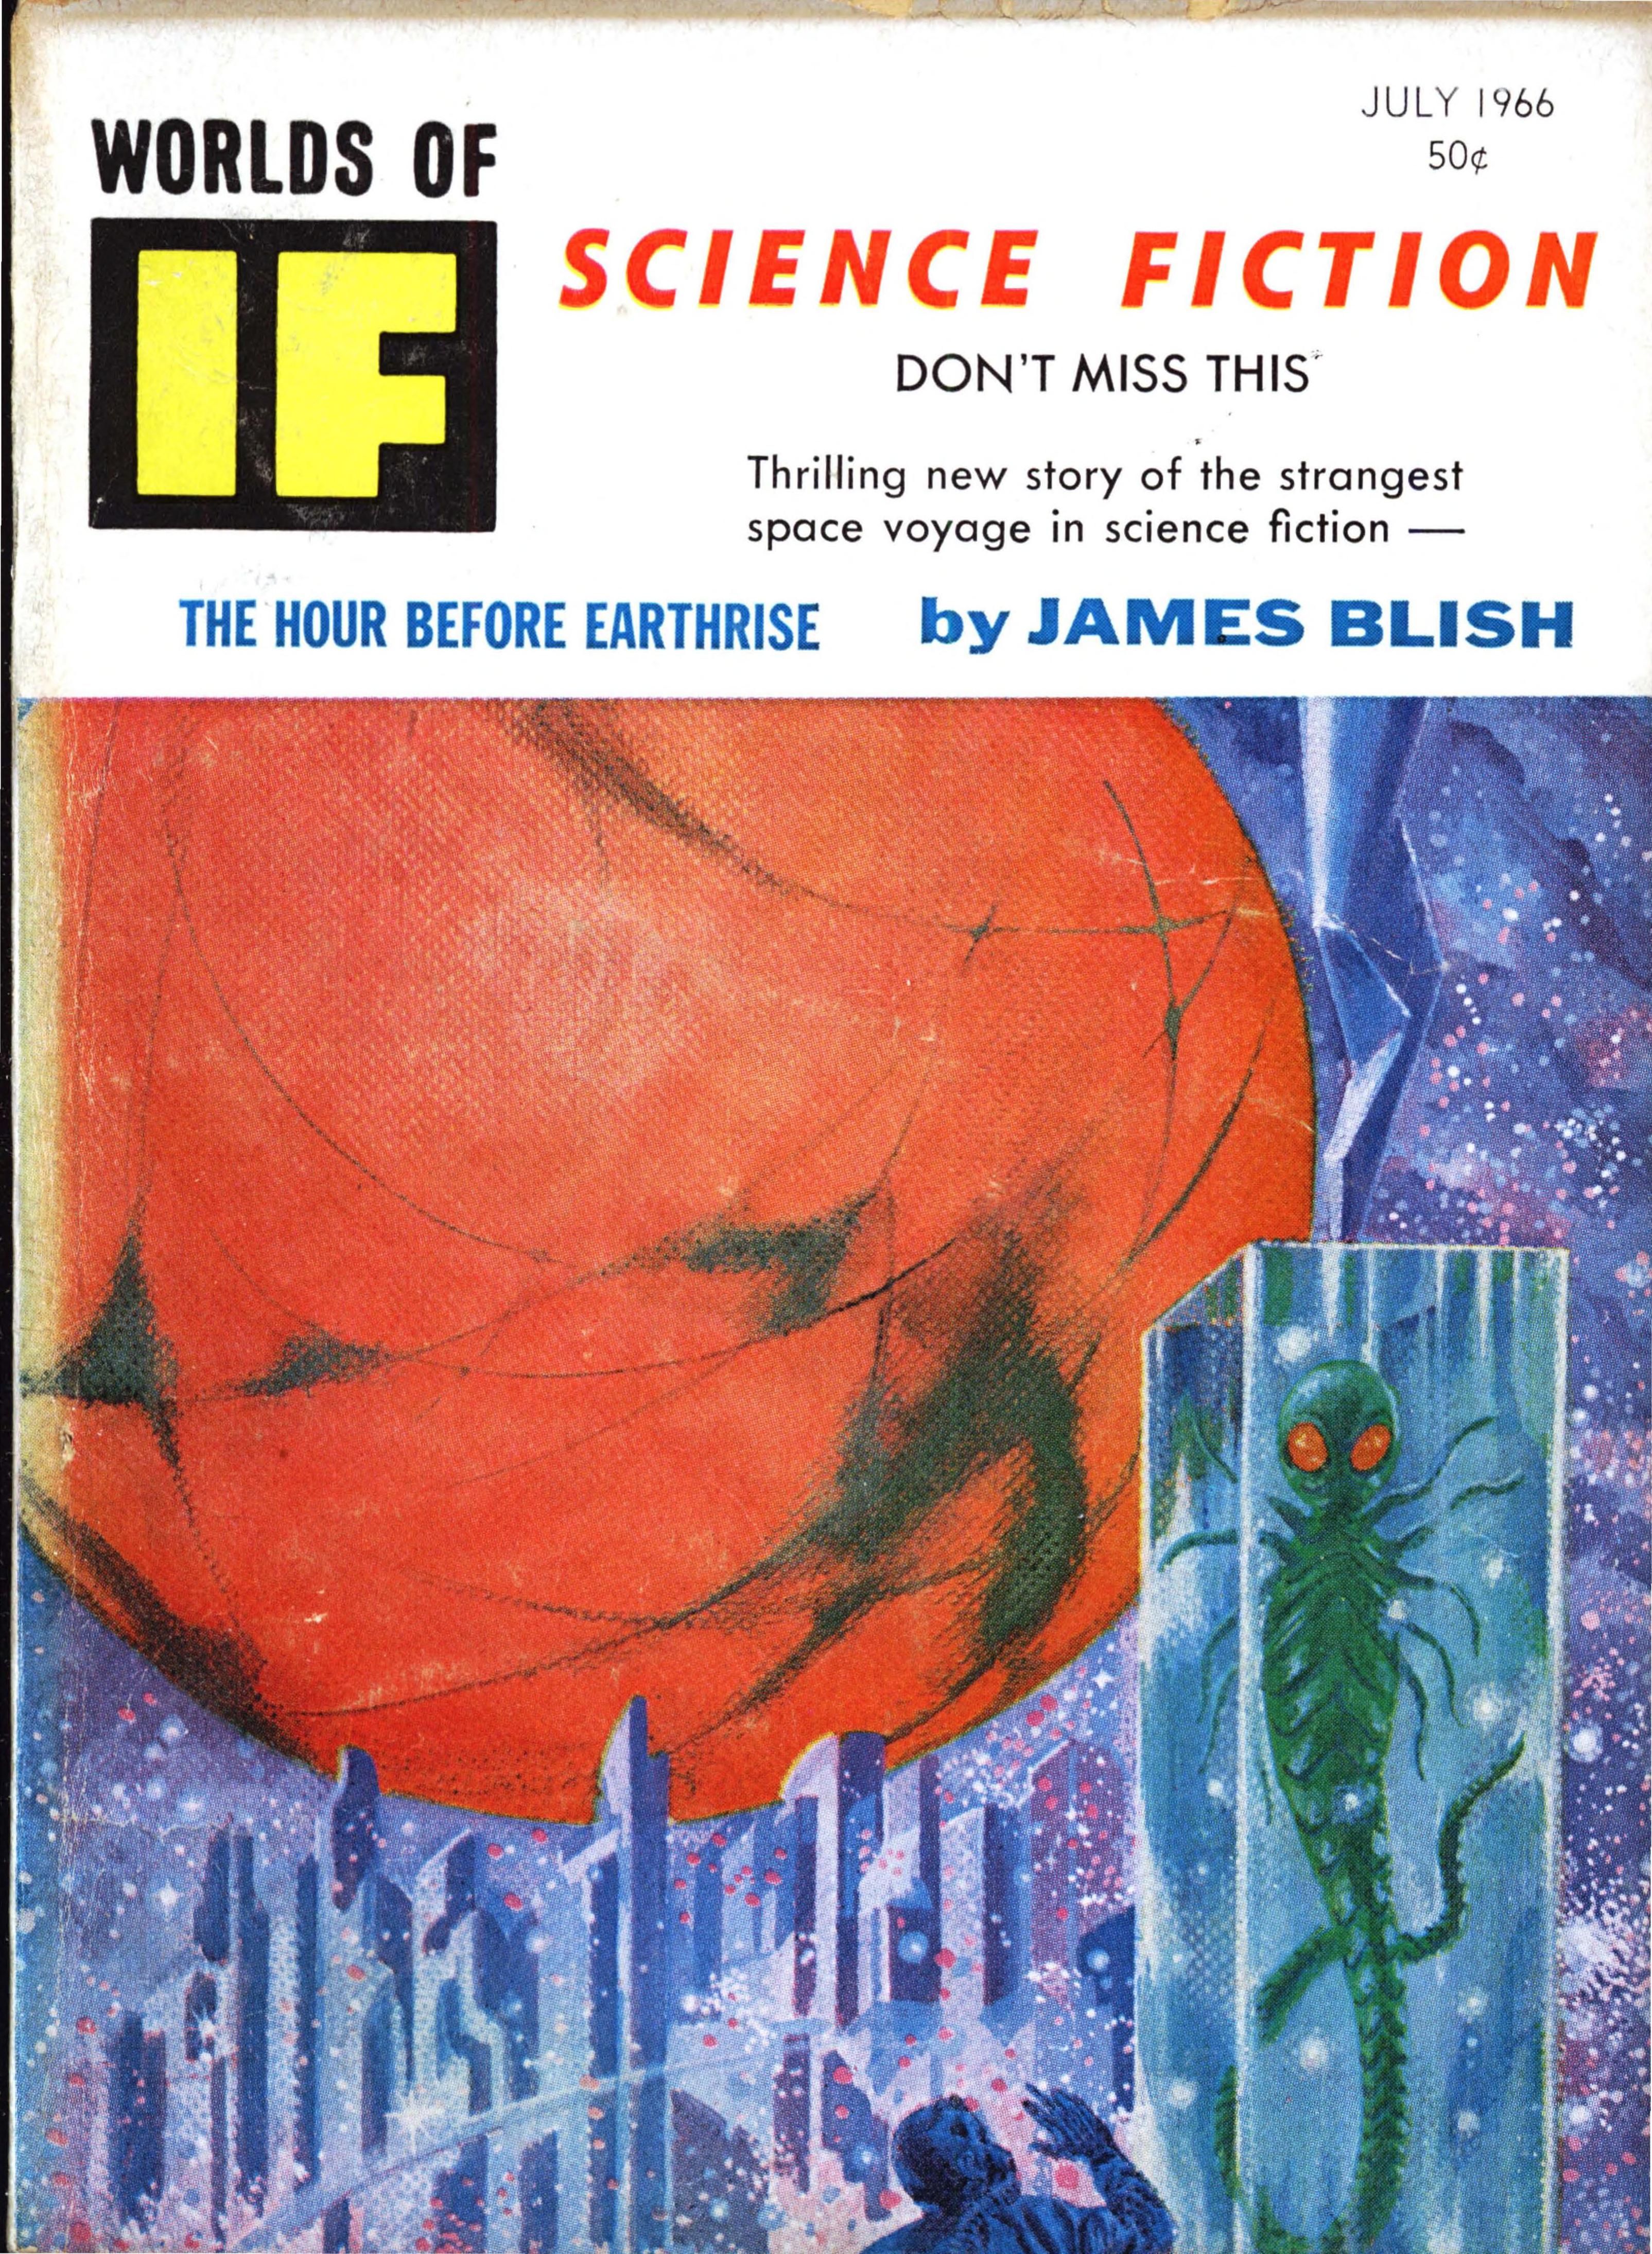 JULY 1966
50¢
WORLDS OF
IF
SCIENCE FICTION
DON'T MISS THIS
Thrilling new story of the strangest
space voyage in science fiction —
THE HOUR BEFORE EARTHRISE by JAMES BLISH